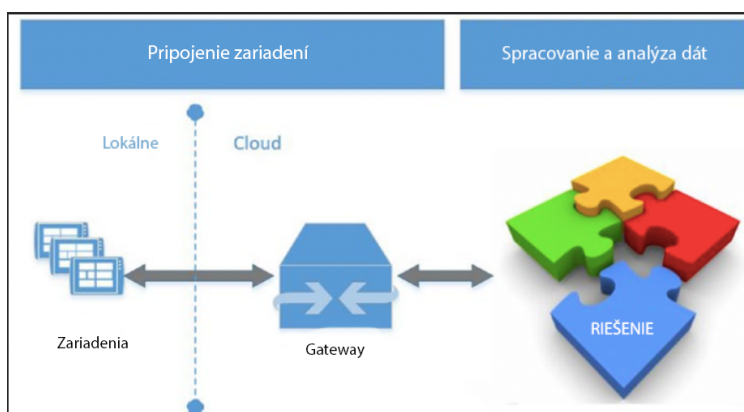 Pripojenie zariadení
Spracovanie a analýza dát
Lokálne
Cloud
Zariadenia
Gateway
RIEŠENIE